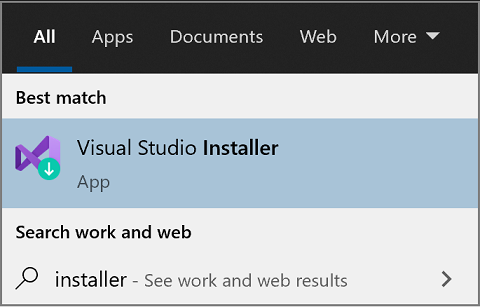 All Apps Documents Web More
Best match
Visual Studio Installer
App
Search work and web
installer - See work and web results